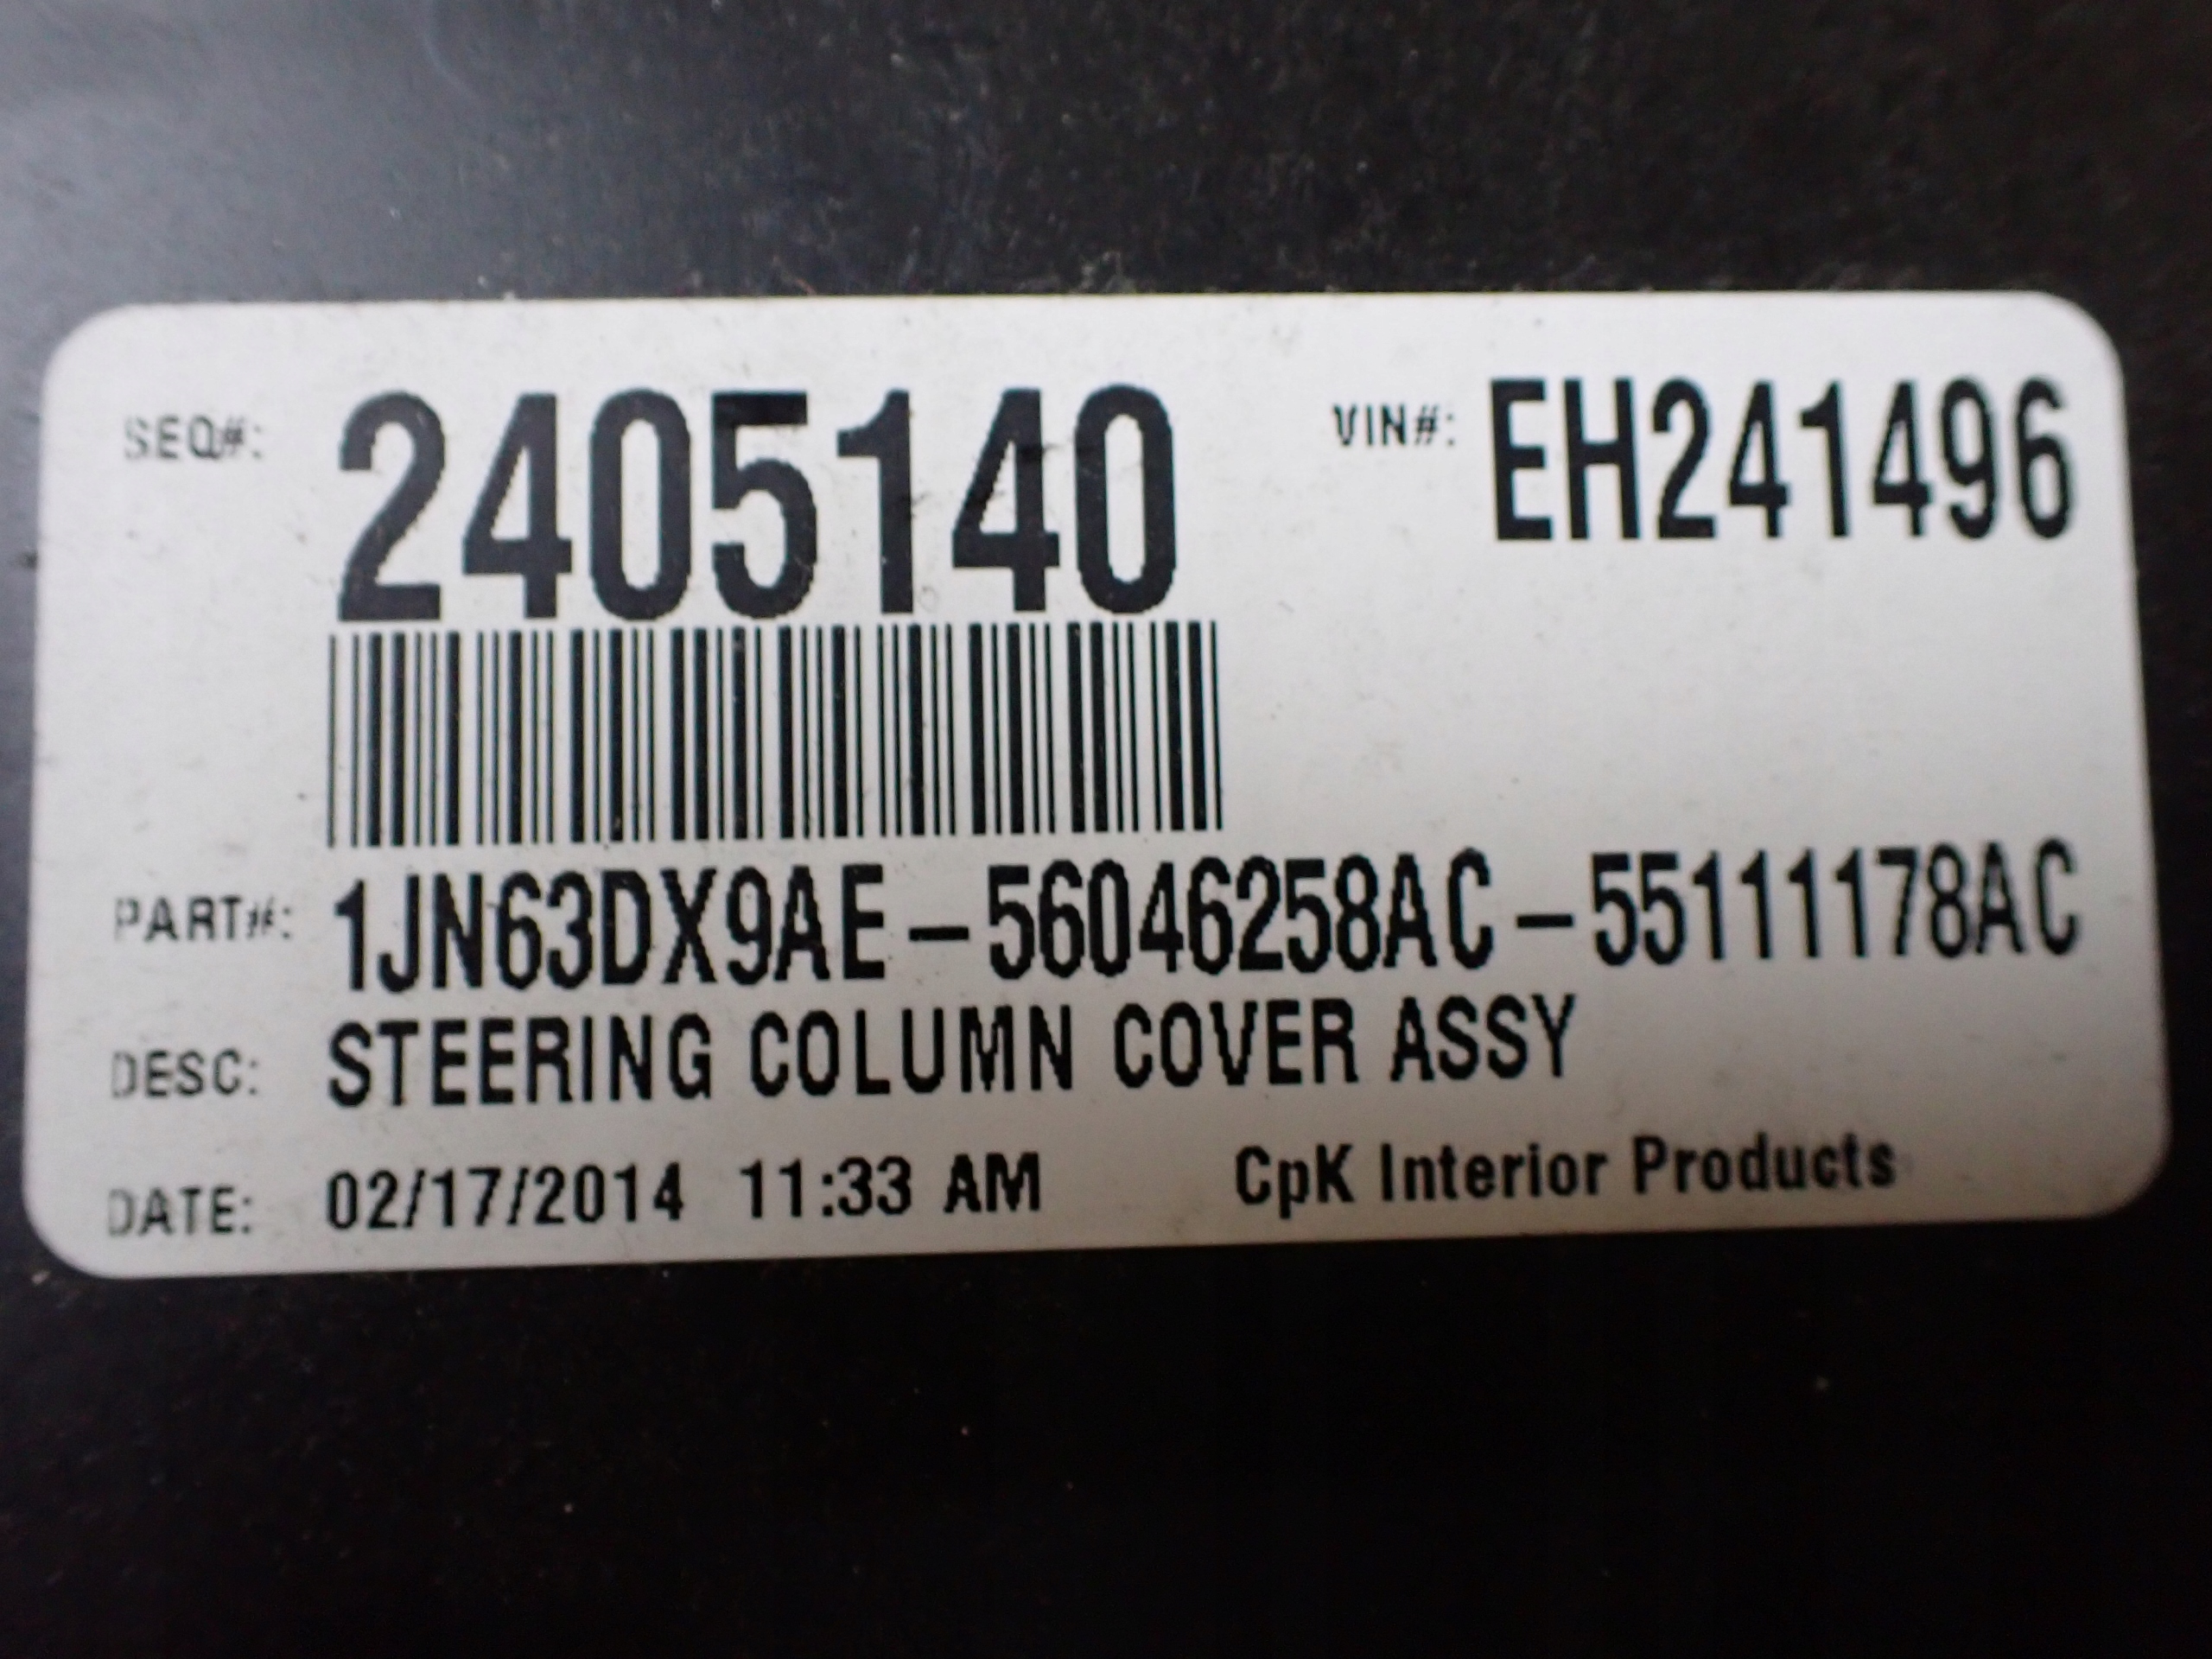 SEQ#: 2405140 VIN#: EH241496
PART#: 1JN63DX9AE-56046258AC-55111178AC
DESC: STEERING COLUMN COVER ASSY
DATE: 02/17/2014 11:33 AM CpK Interior Products